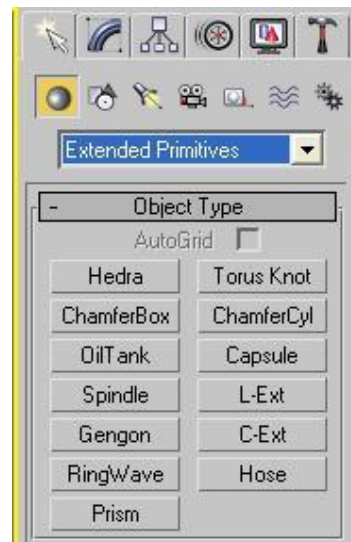 Extended Primitives
- Object Type
AutoGrid
Hedra Torus Knot
ChamferBox ChamferCyl
OilTank Capsule
Spindle L-Ext
Gengon C-Ext
RingWave Hose
Prism